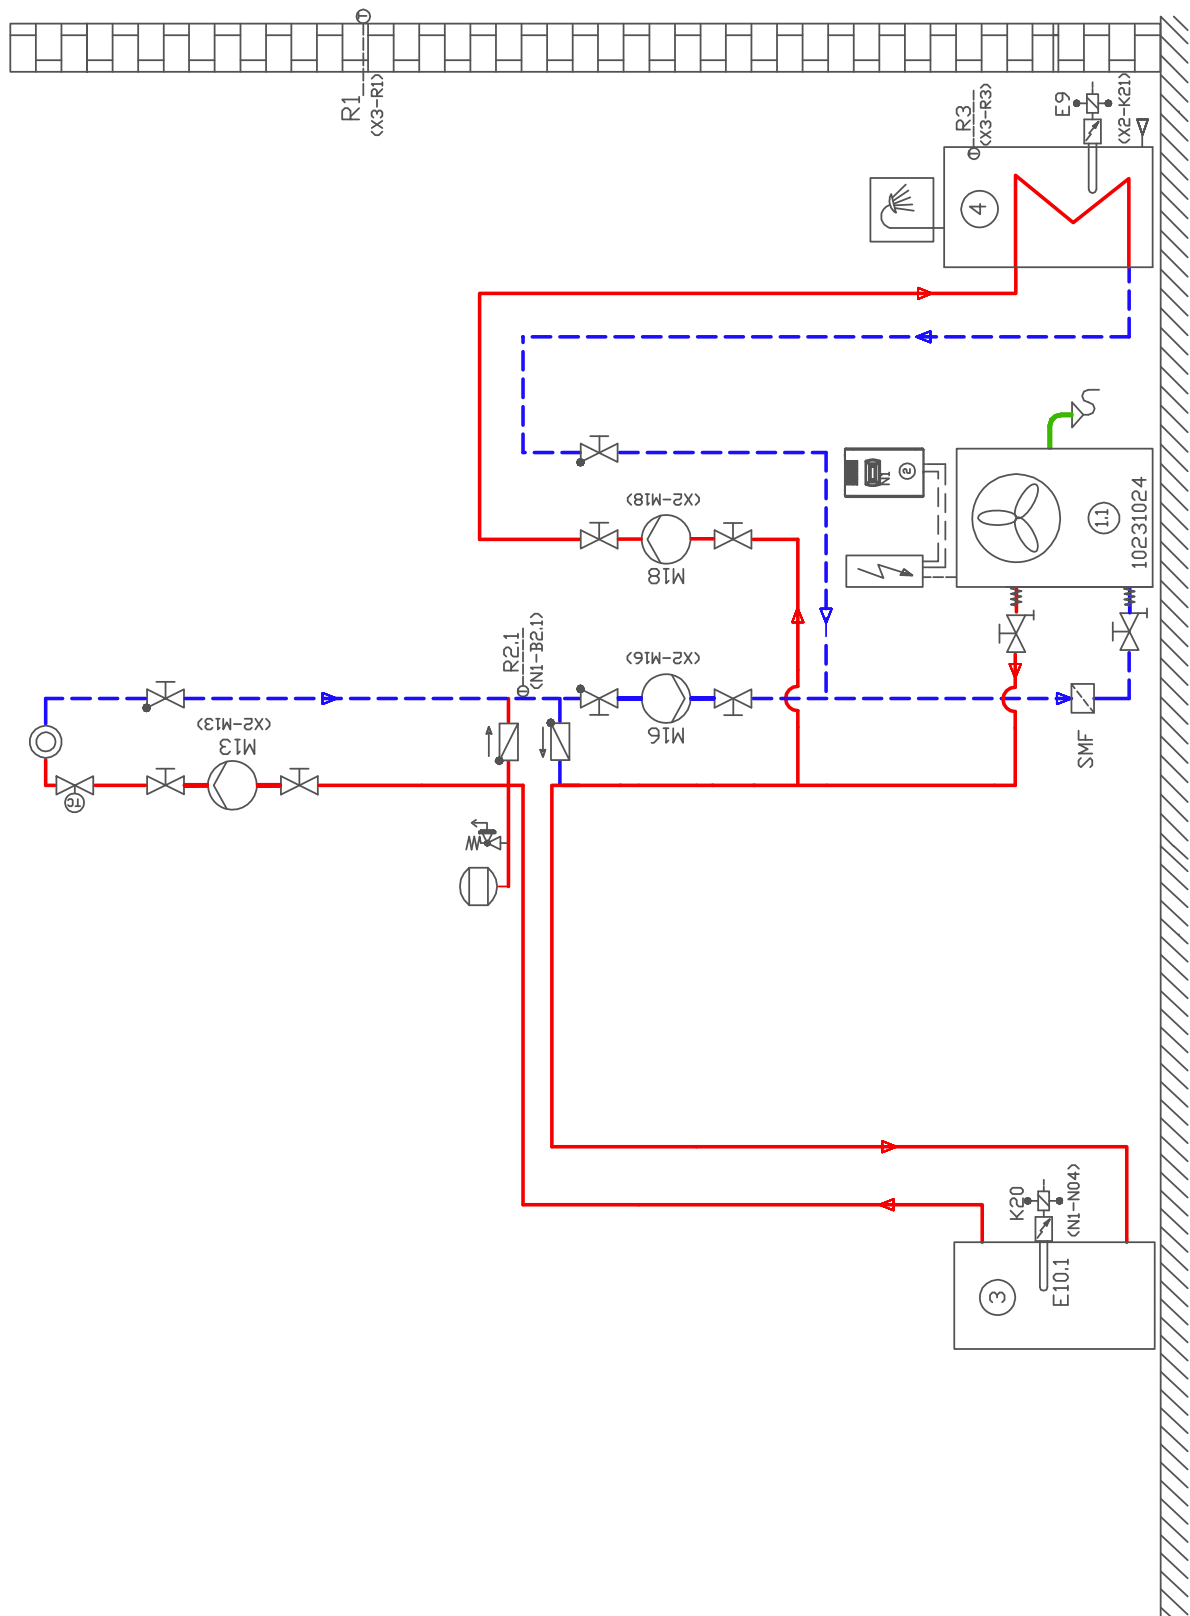 R1
(X3-R1)
T
R3
(X3-R3)
T
E9
(X2-K21)
4
N1
2
1.1
10231024
(X2-M18)
M18
R2.1
(N1-B2.1)
T
(X2-M16)
M16
(X2-M13)
M13
TC
SMF
K20
(N1-N04)
3
E10.1